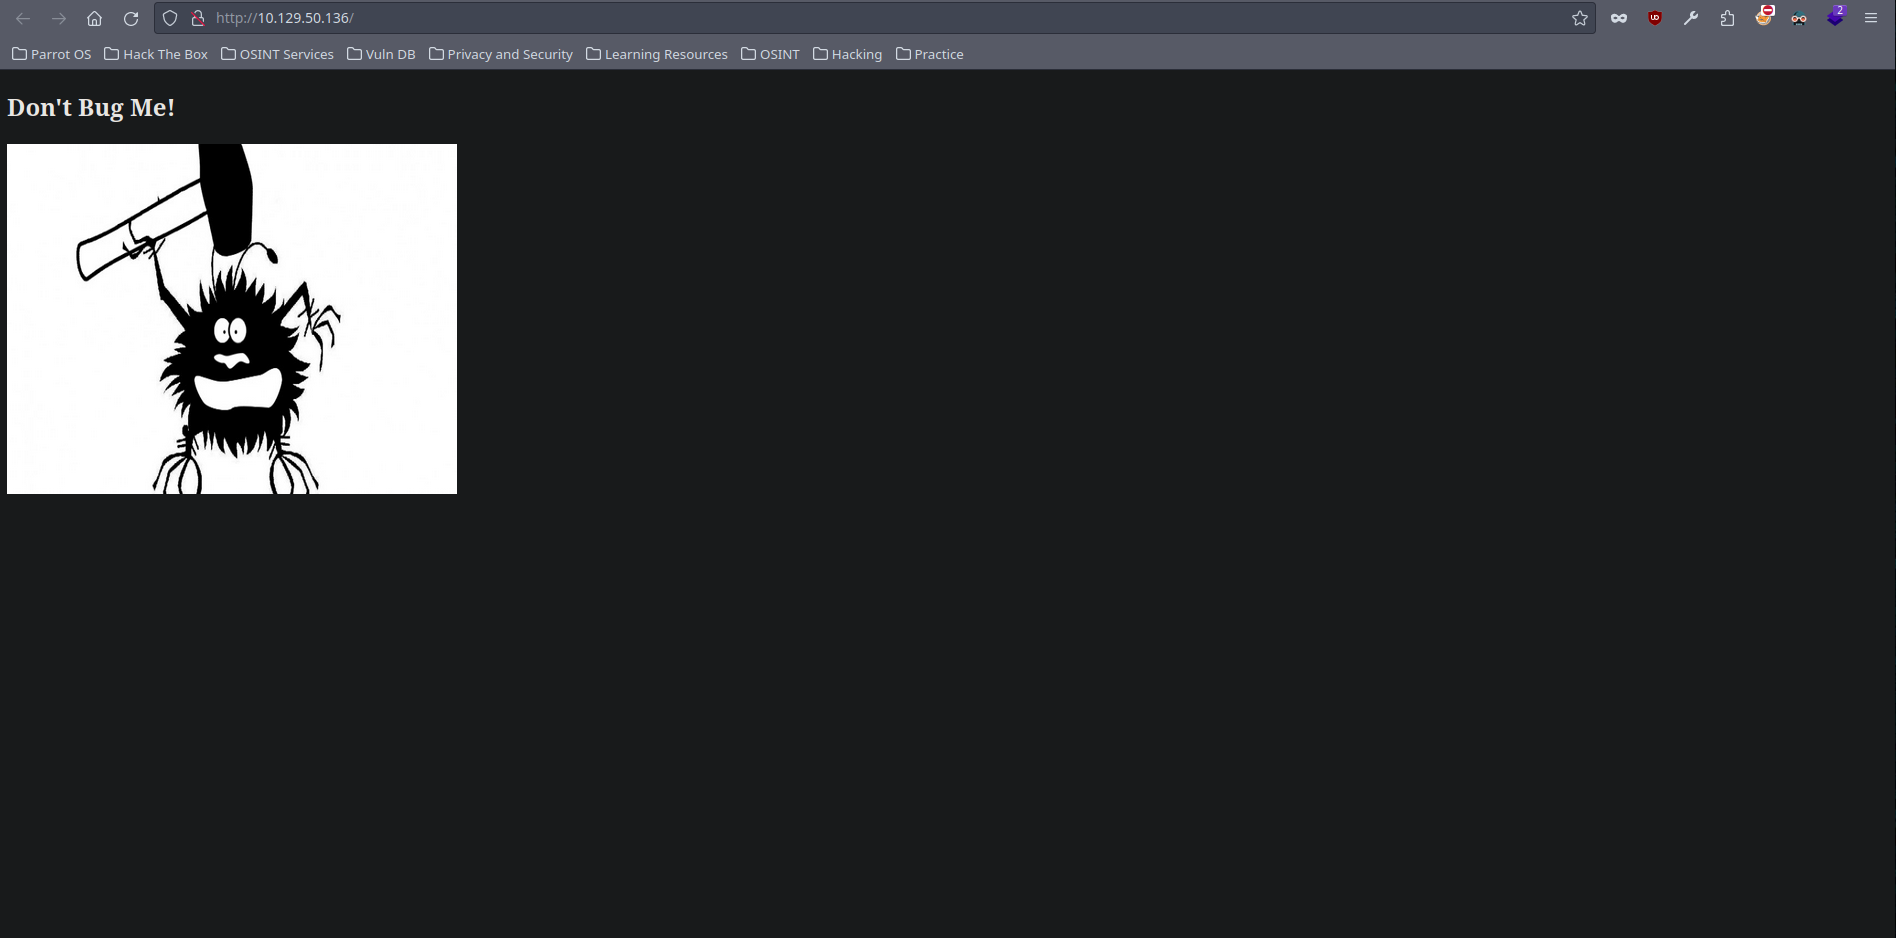 http://10.129.50.136/
2
Parrot OS Hack The Box OSINT Services Vuln DB Privacy and Security Learning Resources OSINT Hacking Practice
Don't Bug Me!